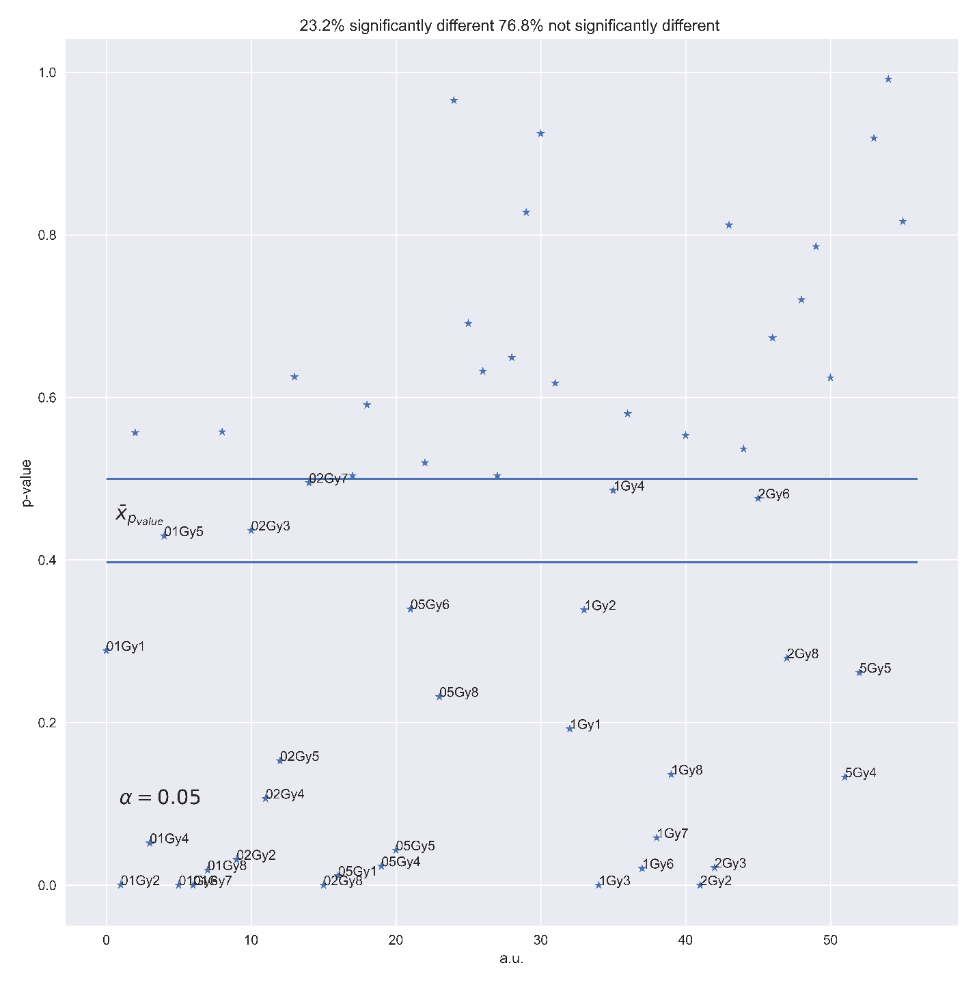 23.2% significantly different 76.8% not significantly different
1.0
0.8
0.6
0.4
0.2
0.0
p-value
02Gy7
1Gy4
2Gy6
x̄pvalue
01Gy5
02Gy3
05Gy6
1Gy2
01Gy1
2Gy8
5Gy5
05Gy8
1Gy1
02Gy5
1Gy8
5Gy4
02Gy4
α = 0.05
01Gy4
1Gy7
05Gy5
02Gy2
05Gy4
01Gy8
1Gy6
2Gy3
05Gy1
01Gy2
01Gy6
01Gy7
02Gy8
1Gy3
2Gy2
0
10
20
30
40
50
a.u.